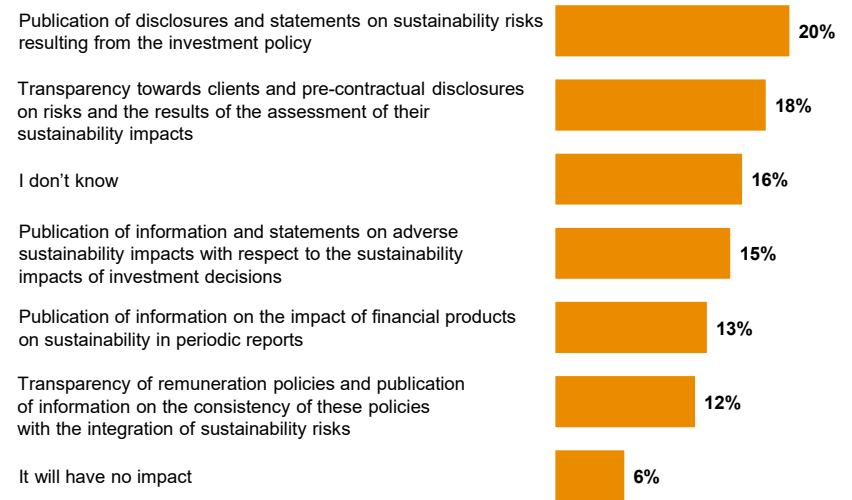 Publication of disclosures and statements on sustainability risks
resulting from the investment policy
20%
Transparency towards clients and pre-contractual disclosures
on risks and the results of the assessment of their
sustainability impacts
18%
I don’t know
16%
Publication of information and statements on adverse
sustainability impacts with respect to the sustainability
impacts of investment decisions
15%
Publication of information on the impact of financial products
on sustainability in periodic reports
13%
Transparency of remuneration policies and publication
of information on the consistency of these policies
with the integration of sustainability risks
12%
It will have no impact
6%